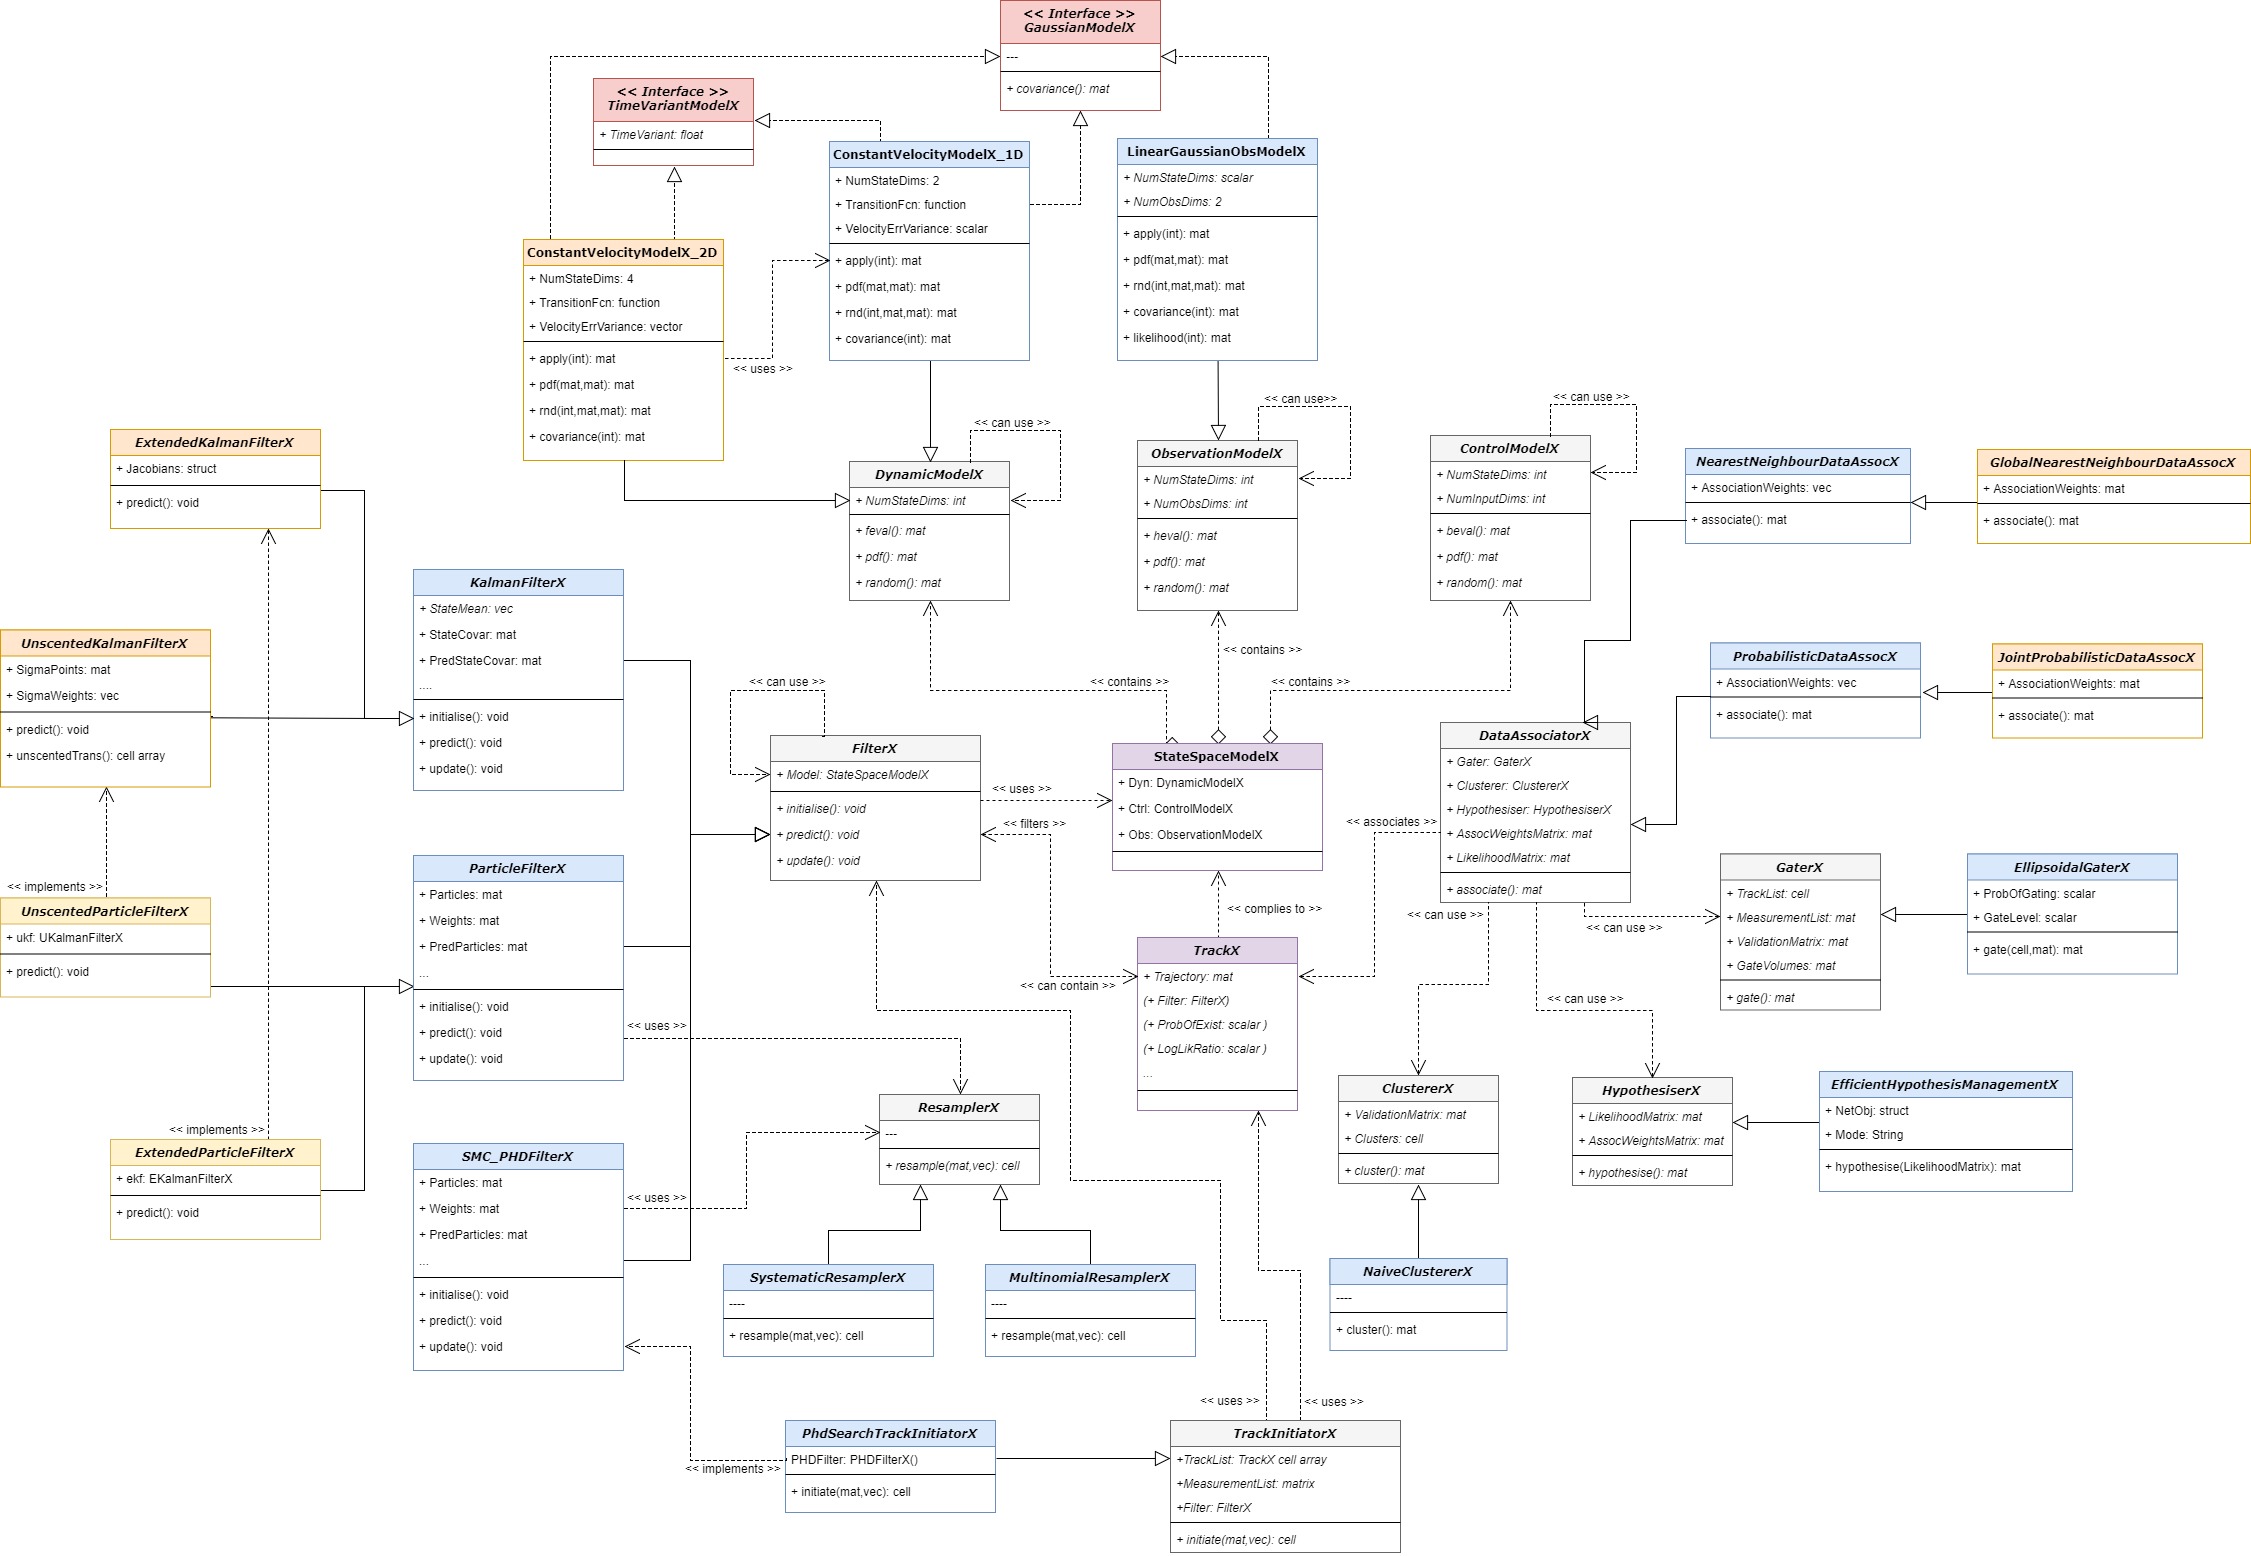 << Interface >>
GaussianModelX
---
+ covariance(): mat
<< Interface >>
TimeVariantModelX
+ TimeVariant: float
ConstantVelocityModelX_1D
+ NumStateDims: 2
+ TransitionFcn: function
+ VelocityErrVariance: scalar
+ apply(int): mat
+ pdf(mat,mat): mat
+ rnd(int,mat,mat): mat
+ covariance(int): mat
LinearGaussianObsModelX
+ NumStateDims: scalar
+ NumObsDims: 2
+ apply(int): mat
+ pdf(mat,mat): mat
+ rnd(int,mat,mat): mat
+ covariance(int): mat
+ likelihood(int): mat
ConstantVelocityModelX_2D
+ NumStateDims: 4
+ TransitionFcn: function
+ VelocityErrVariance: vector
+ apply(int): mat
+ pdf(mat,mat): mat
+ rnd(int,mat,mat): mat
+ covariance(int): mat
<< uses >>
<< can use >>
DynamicModelX
+ NumStateDims: int
+ feval(): mat
+ pdf(): mat
+ random(): mat
<< can use>>
ObservationModelX
+ NumStateDims: int
+ NumObsDims: int
+ heval(): mat
+ pdf(): mat
+ random(): mat
<< can use >>
ControlModelX
+ NumStateDims: int
+ NumInputDims: int
+ beval(): mat
+ pdf(): mat
+ random(): mat
NearestNeighbourDataAssocX
+ AssociationWeights: vec
+ associate(): mat
GlobalNearestNeighbourDataAssocX
+ AssociationWeights: mat
+ associate(): mat
ExtendedKalmanFilterX
+ Jacobians: struct
+ predict(): void
KalmanFilterX
+ StateMean: vec
+ StateCovar: mat
+ PredStateCovar: mat
....
+ initialise(): void
+ predict(): void
+ update(): void
UnscentedKalmanFilterX
+ SigmaPoints: mat
+ SigmaWeights: vec
+ predict(): void
+ unscentedTrans(): cell array
ProbabilisticDataAssocX
+ AssociationWeights: vec
+ associate(): mat
JointProbabilisticDataAssocX
+ AssociationWeights: mat
+ associate(): mat
<< contains >>
<< contains >>
<< contains >>
<< can use >>
FilterX
+ Model: StateSpaceModelX
+ initialise(): void
+ predict(): void
+ update(): void
<< uses >>
<< filters >>
StateSpaceModelX
+ Dyn: DynamicModelX
+ Ctrl: ControlModelX
+ Obs: ObservationModelX
<< associates >>
DataAssociatorX
+ Gater: GaterX
+ Clusterer: ClustererX
+ Hypothesiser: HypothesiserX
+ AssocWeightsMatrix: mat
+ LikelihoodMatrix: mat
+ associate(): mat
<< can use >>
<< can use >>
<< can use >>
GaterX
+ TrackList: cell
+ MeasurementList: mat
+ ValidationMatrix: mat
+ GateVolumes: mat
+ gate(): mat
EllipsoidalGaterX
+ ProbOfGating: scalar
+ GateLevel: scalar
+ gate(cell,mat): mat
<< implements >>
UnscentedParticleFilterX
+ ukf: UKalmanFilterX
+ predict(): void
ParticleFilterX
+ Particles: mat
+ Weights: mat
+ PredParticles: mat
...
+ initialise(): void
+ predict(): void
+ update(): void
<< uses >>
<< complies to >>
<< can contain >>
TrackX
+ Trajectory: mat
(+ Filter: FilterX)
(+ ProbOfExist: scalar )
(+ LogLikRatio: scalar )
...
ResamplerX
---
+ resample(mat,vec): cell
ClustererX
+ ValidationMatrix: mat
+ Clusters: cell
+ cluster(): mat
HypothesiserX
+ LikelihoodMatrix: mat
+ AssocWeightsMatrix: mat
+ hypothesise(): mat
EfficientHypothesisManagementX
+ NetObj: struct
+ Mode: String
+ hypothesise(LikelihoodMatrix): mat
<< implements >>
ExtendedParticleFilterX
+ ekf: EKalmanFilterX
+ predict(): void
SMC_PHDFilterX
+ Particles: mat
+ Weights: mat
+ PredParticles: mat
...
+ initialise(): void
+ predict(): void
+ update(): void
<< uses >>
SystematicResamplerX
----
+ resample(mat,vec): cell
MultinomialResamplerX
----
+ resample(mat,vec): cell
NaiveClustererX
----
+ cluster(): mat
<< uses >>
<< uses >>
<< implements >>
PhdSearchTrackInitiatorX
PHDFilter: PHDFilterX()
+ initiate(mat,vec): cell
TrackInitiatorX
+TrackList: TrackX cell array
+MeasurementList: matrix
+Filter: FilterX
+ initiate(mat,vec): cell